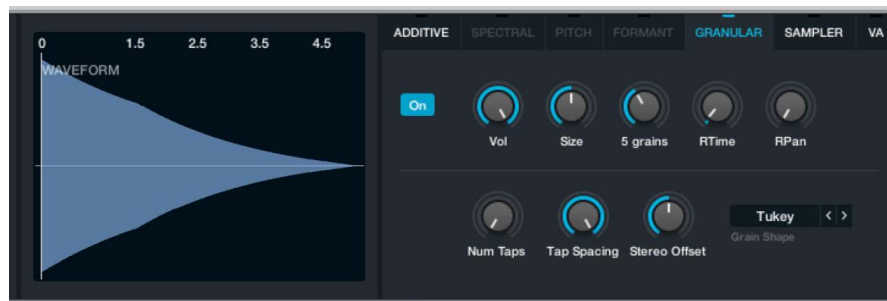 0 1.5 2.5 3.5 4.5
WAVEFORM
ADDITIVE SPECTRAL PITCH FORMANT GRANULAR SAMPLER VA
On
Vol Size 5 grains RTime RPan
Num Taps Tap Spacing Stereo Offset
Tukey < >
Grain Shape